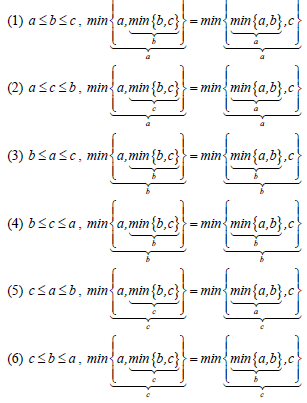 (1) a≤b≤c, min{a,min{b,c}}=min{min{a,b},c}
b a
a a
(2) a≤c≤b, min{a,min{b,c}}=min{min{a,b},c}
c a
a a
(3) b≤a≤c, min{a,min{b,c}}=min{min{a,b},c}
b b
b b
(4) b≤c≤a, min{a,min{b,c}}=min{min{a,b},c}
b b
b b
(5) c≤a≤b, min{a,min{b,c}}=min{min{a,b},c}
c a
c c
(6) c≤b≤a, min{a,min{b,c}}=min{min{a,b},c}
c b
c c